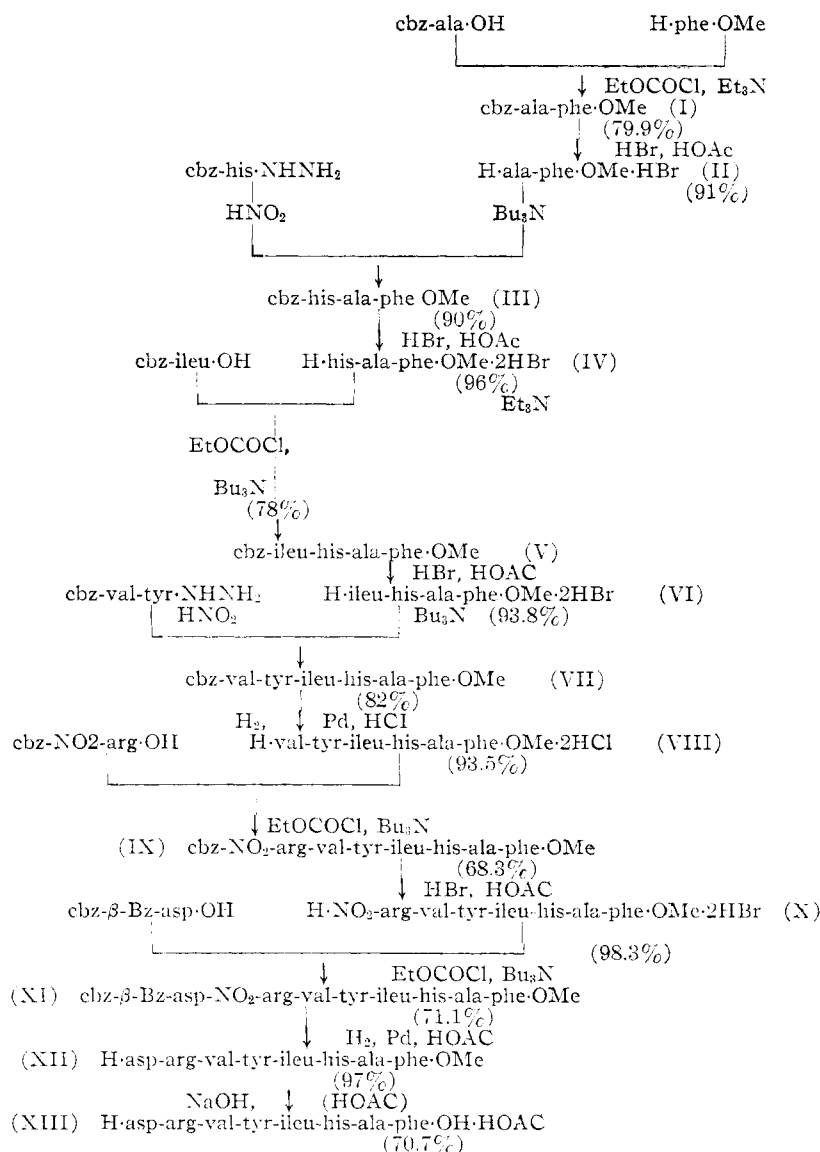 cbz-ala·OH H·phe·OMe
EtOCOCl, Et₃N
cbz-ala-phe·OMe (I)
(79.9%)
HBr, HOAc
cbz-his·NHNH₂ H·ala-phe·OMe·HBr (II)
(91%)
HNO₂ Bu₃N
cbz-his-ala-phe OMe (III)
(90%)
HBr, HOAc
cbz-ileu·OH H·his-ala-phe·OMe·2HBr (IV)
(96%)
Et₃N
EtOCOCl,
Bu₃N
(78%)
cbz-ileu-his-ala-phe·OMe (V)
HBr, HOAC
cbz-val-tyr·NHNH₂ H·ileu-his-ala-phe·OMe·2HBr (VI)
HNO₂ Bu₃N (93.8%)
cbz-val-tyr-ileu-his-ala-phe·OMe (VII)
(82%)
H₂, Pd, HCl
cbz-NO2-arg·OH H·val-tyr-ileu-his-ala-phe·OMe·2HCl (VIII)
(93.5%)
EtOCOCl, Bu₃N
(IX) cbz-NO₂-arg-val-tyr-ileu-his-ala-phe·OMe
(68.3%)
HBr, HOAC
cbz-β-Bz-asp·OH H·NO₂-arg-val-tyr-ileu-his-ala-phe·OMe·2HBr (X)
(98.3%)
EtOCOCl, Bu₃N
(XI) cbz-β-Bz-asp-NO₂-arg-val-tyr-ileu-his-ala-phe·OMe
(71.1%)
H₂, Pd, HOAC
(XII) H·asp-arg-val-tyr-ileu-his-ala-phe·OMe
(97%)
NaOH, (HOAC)
(XIII) H·asp-arg-val-tyr-ileu-his-ala-phe·OH·HOAC
(70.7%)